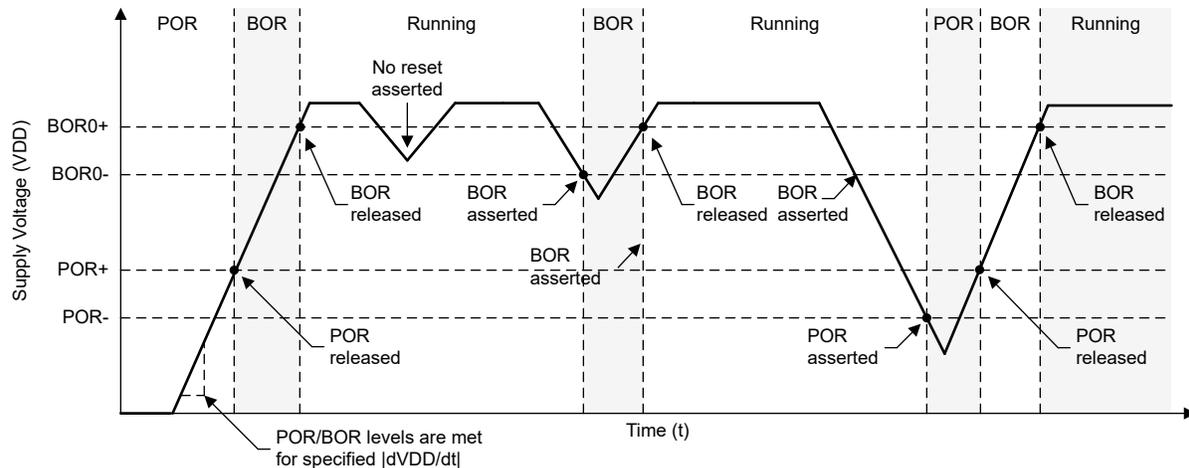 POR
BOR
Running
BOR
Running
POR
BOR
Running
No reset
asserted
Supply Voltage (VDD)
BOR0+
BOR0-
BOR
released
BOR
asserted
BOR
released
BOR
asserted
BOR
released
BOR
asserted
POR+
POR-
POR
released
POR
asserted
POR
released
POR/BOR levels are met
for specified |dVDD/dt|
Time (t)